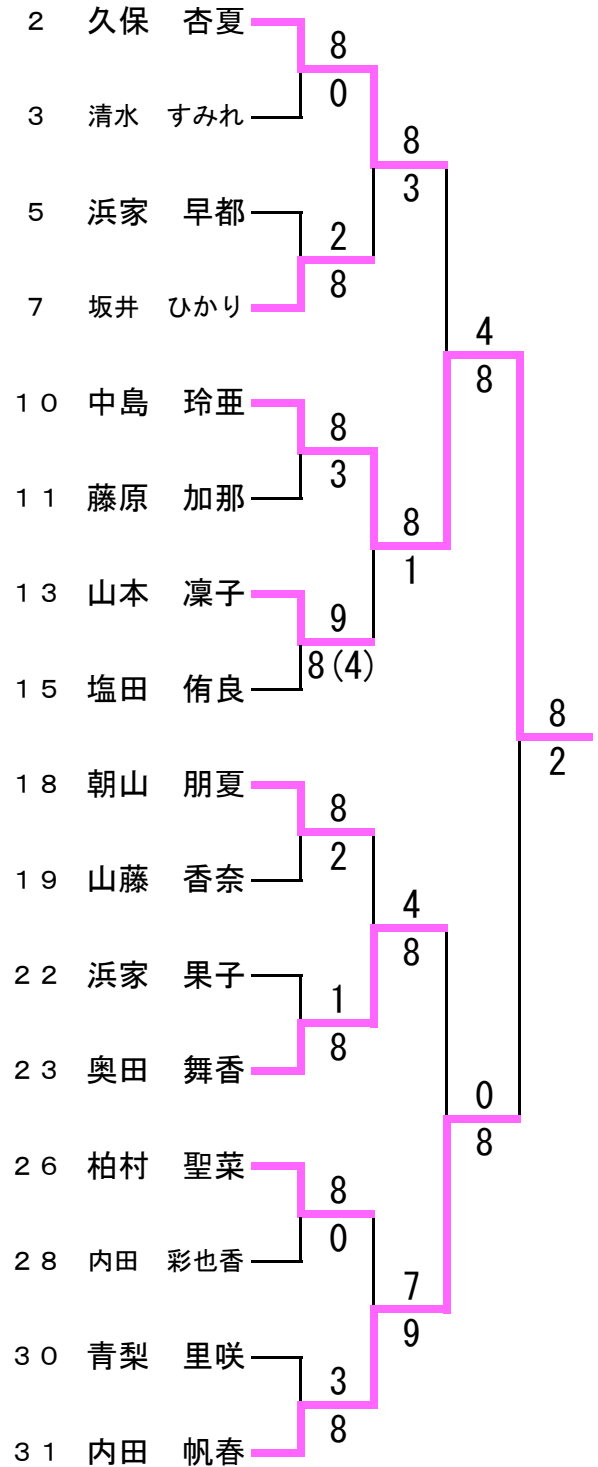 2 久保 杏夏
8
0
3 清水 すみれ
8
3
5 浜家 早都
2
8
7 坂井 ひかり
4
8
10 中島 玲亜
8
3
11 藤原 加那
8
1
13 山本 凜子
9
8(4)
15 塩田 侑良
8
2
18 朝山 朋夏
8
2
19 山藤 香奈
4
8
22 浜家 果子
1
8
23 奥田 舞香
0
8
26 柏村 聖菜
8
0
28 内田 彩也香
7
9
30 青梨 里咲
3
8
31 内田 帆春